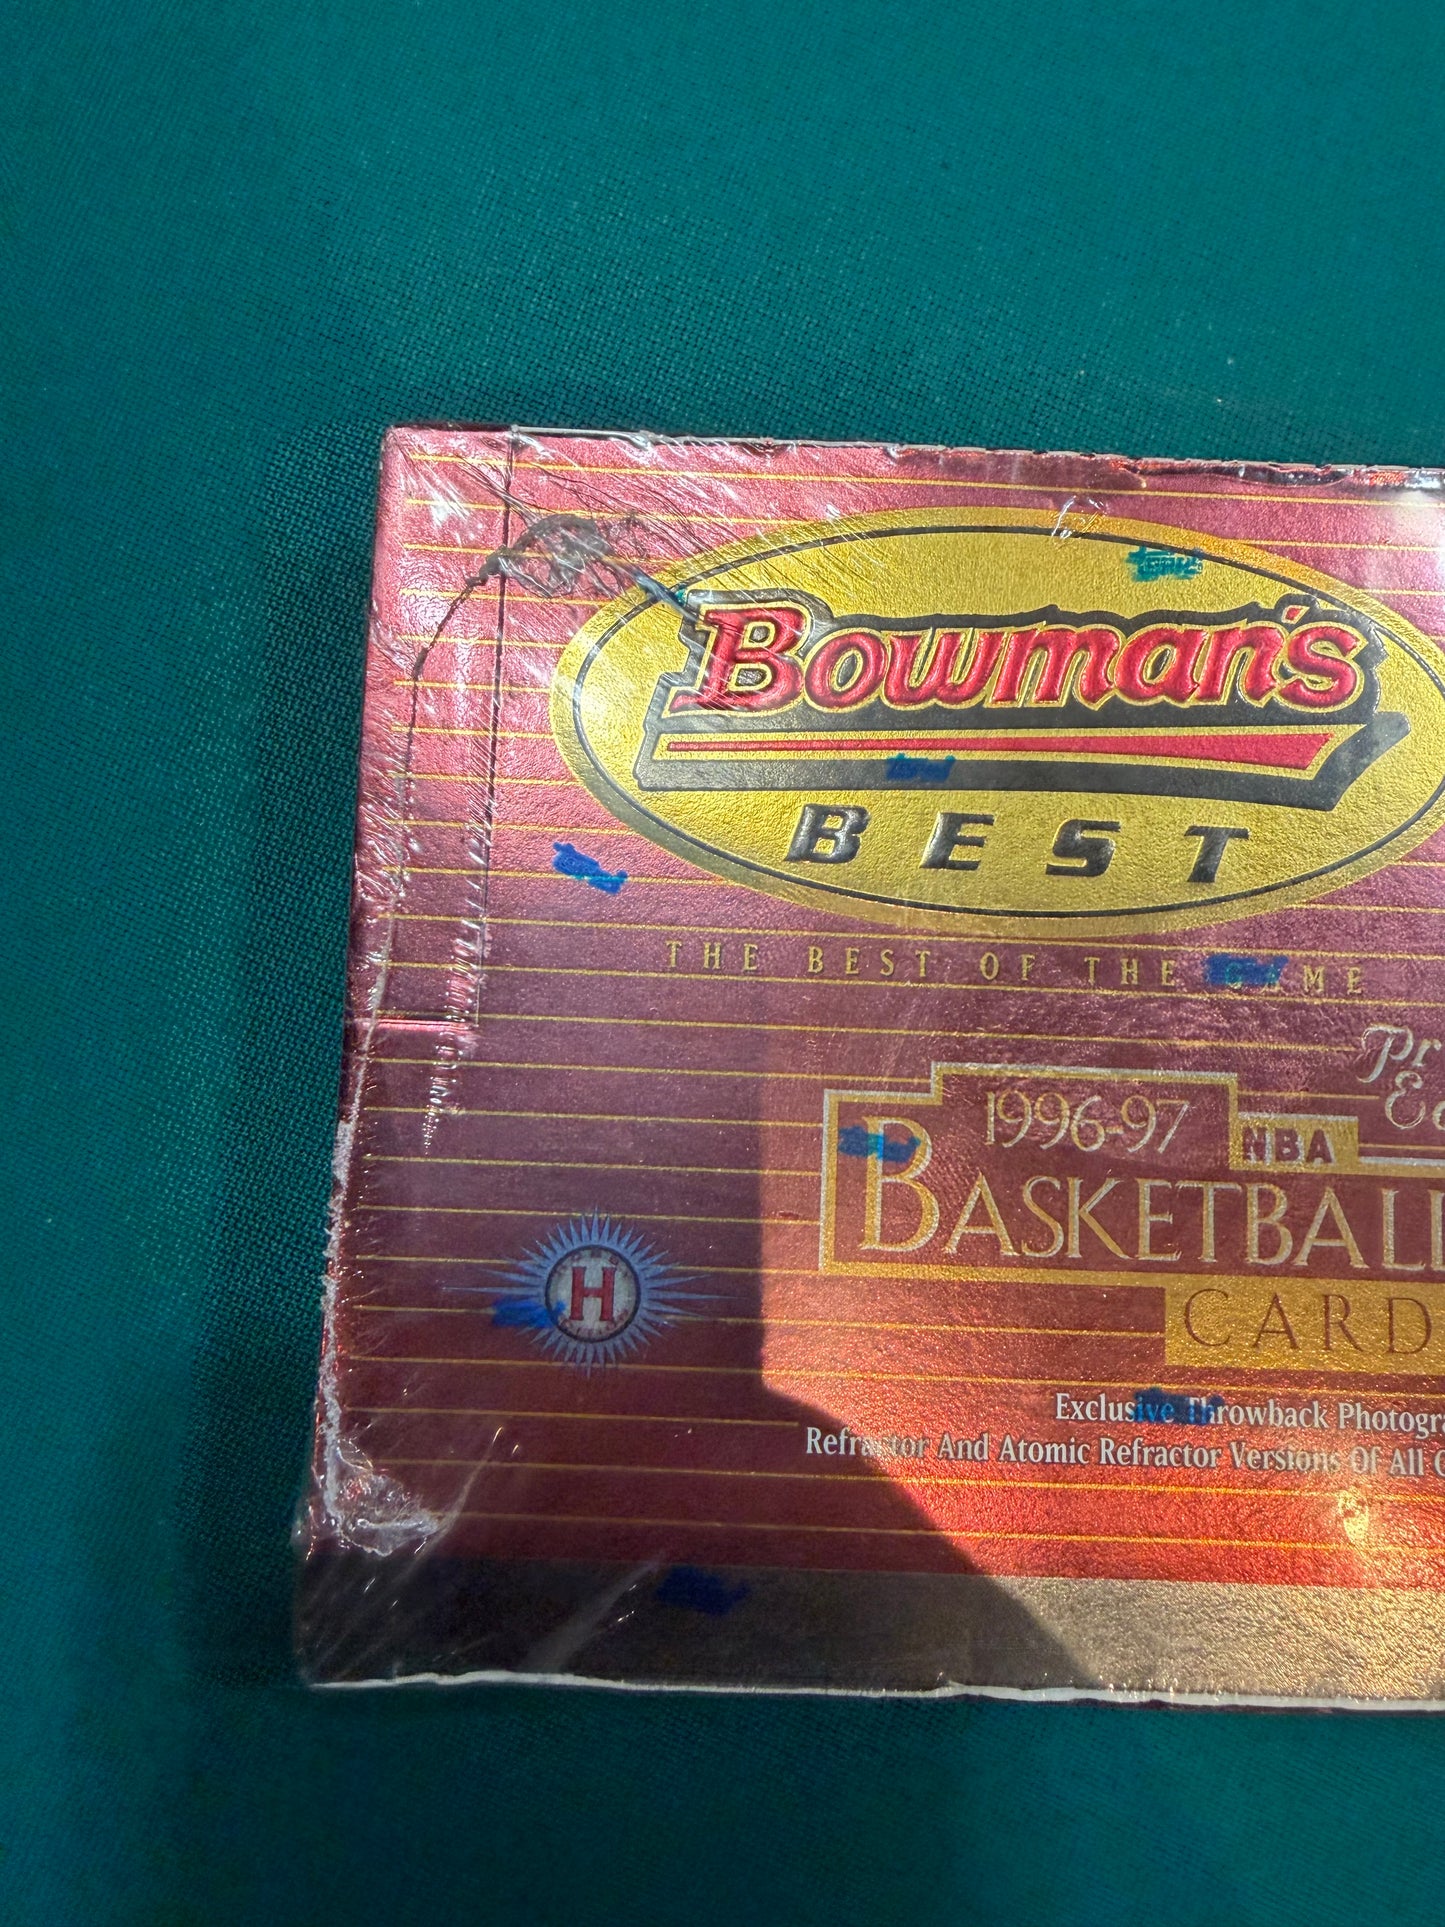 Bowman's
BEST
THE BEST OF THE GAME
Pr
1996-97
NBA
BASKETBALL
CARD
H
Exclusive Throwback Photogra
Refractor And Atomic Refractor Versions Of All